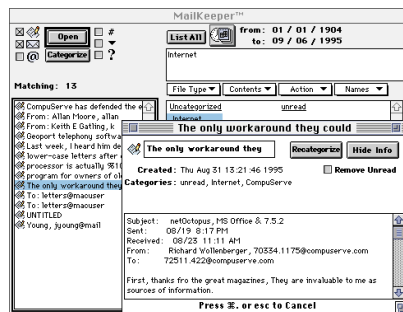 MailKeeper™
Open
#
@
Categorize
?
List All
from: 01 / 01 / 1904
to: 09 / 06 / 1995
Internet
Matching: 13
File Type
Contents
Action
Names
CompuServe has defended the e
From: Allan Moore, allan
From: Keith E Gatling, k
Geoport telephony softwa
Last week, I heard him de
lower-case letters after
processor is actually %10
program for owners of ol
The only workaround they
To: letters@macuser
To: letters@macuser
UNTITLED
Young, jyoung@mail
Uncategorized
unread
Internet
The only workaround they could
The only workaround they
Recategorize
Hide Info
Created: Thu Aug 31 13:21:46 1995
Remove Unread
Categories: unread, Internet, CompuServe
Subject: netOctopus, MS Office & 7.5.2
Sent: 08/19 8:17 PM
Received: 08/23 11:11 AM
From: Richard Wollenberger, 70334.1175@compuserve.com
To: 72511.422@compuserve.com
First, thanks fro the great magazines, They are invaluable to me as
sources of information.
Press ⌘. or esc to Cancel